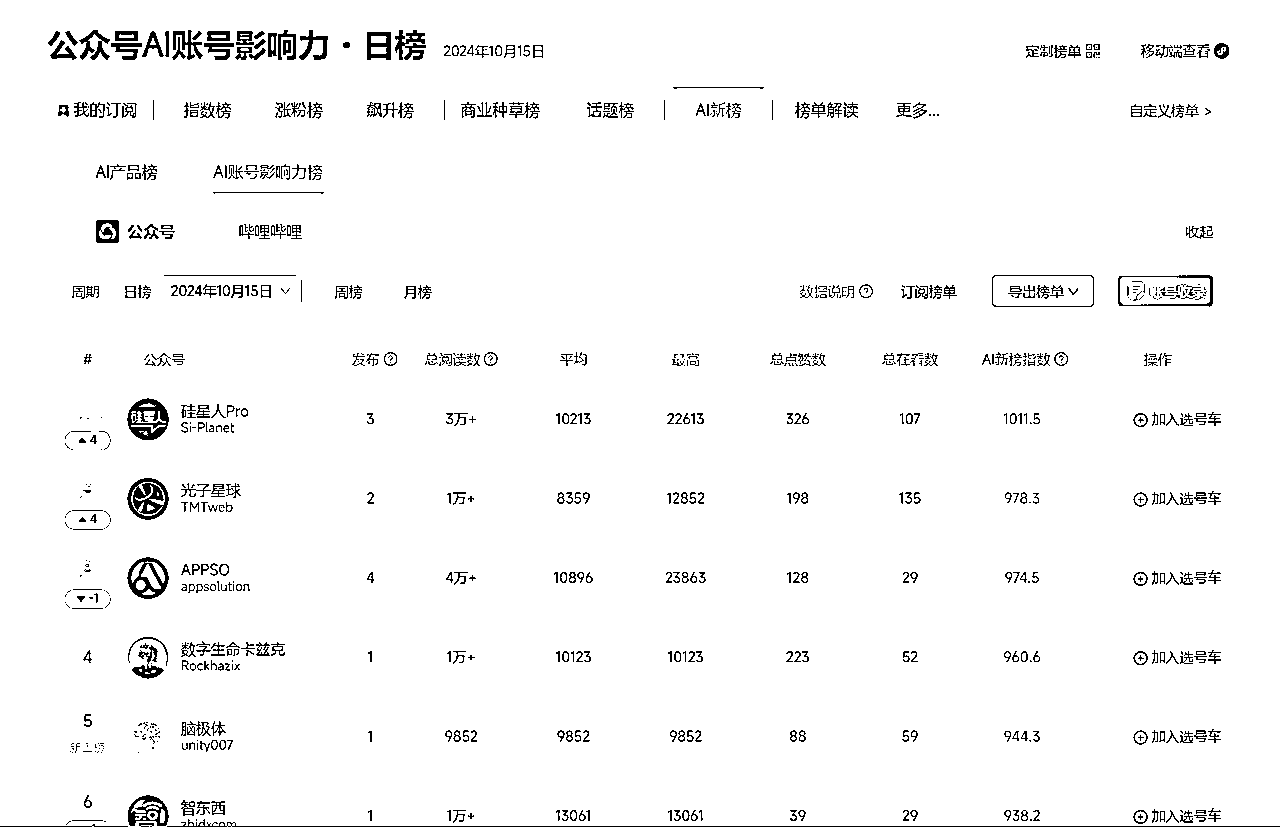 公众号AI账号影响力·日榜 2024年10月15日 定制榜单 移动端查看
我的订阅 指数榜 涨粉榜 飙升榜 商业种草榜 话题榜 AI新榜 榜单解读 更多... 自定义榜单 >
AI产品榜 AI账号影响力榜
公众号 哔哩哔哩 收起
周期 日榜 2024年10月15日 周榜 月榜 数据说明 ? 订阅榜单 导出榜单 账号收录
# 公众号 发布 ? 总阅读数 ? 平均 最高 总点赞数 总在看数 AI新榜指数 ? 操作
硅星人Pro
Si-Planet
▲4 3 3万+ 10213 22613 326 107 1011.5 加入选号车
光子星球
TMTweb
▲4 2 1万+ 8359 12852 198 135 978.3 加入选号车
APPSO
appsolution
▼-1 4 4万+ 10896 23863 128 29 974.5 加入选号车
4 数字生命卡兹克
Rockhazix
1 1万+ 10123 10123 223 52 960.6 加入选号车
5 脑极体
新上榜 unity007
1 9852 9852 9852 88 59 944.3 加入选号车
6 智东西
zhidxcom
1 1万+ 13061 13061 39 29 938.2 加入选号车